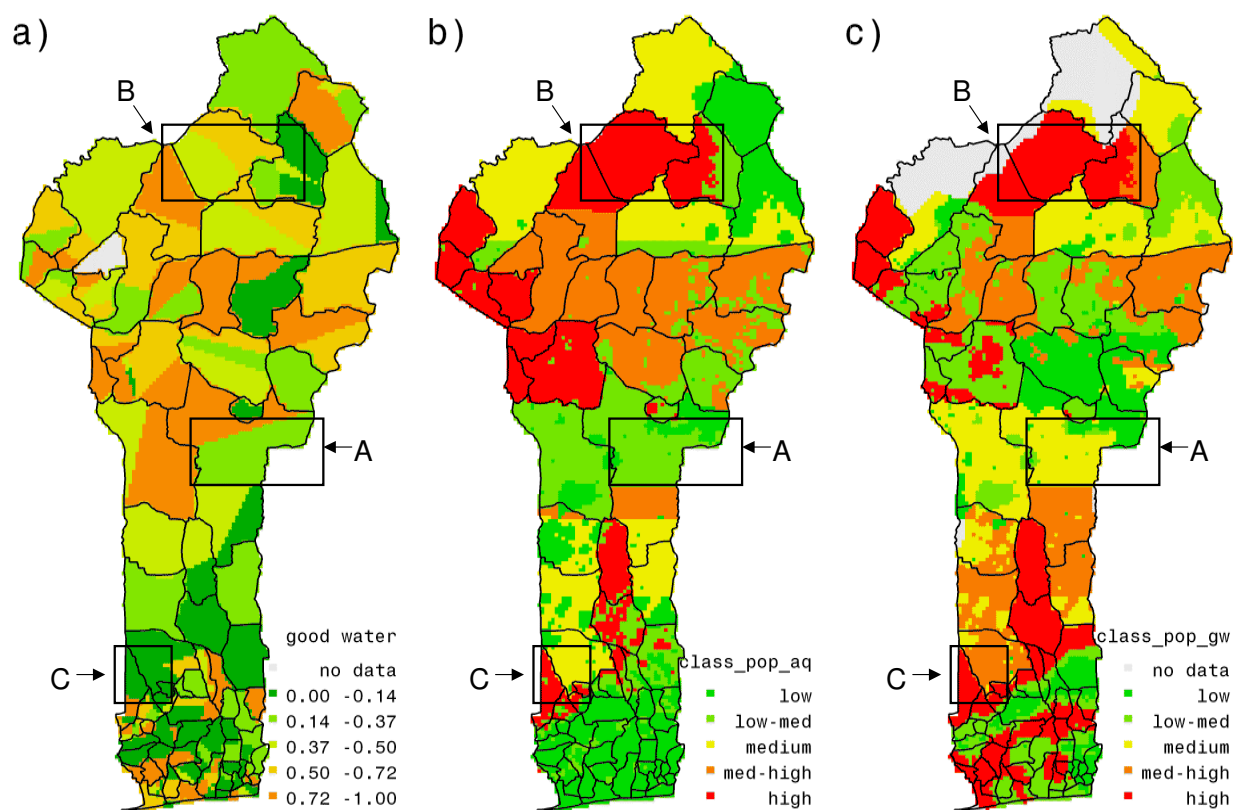 a)
B
A
C
good water
no data
0.00 -0.14
0.14 -0.37
0.37 -0.50
0.50 -0.72
0.72 -1.00
b)
B
A
C
class_pop_aq
low
low-med
medium
med-high
high
c)
B
A
C
class_pop_gw
no data
low
low-med
medium
med-high
high